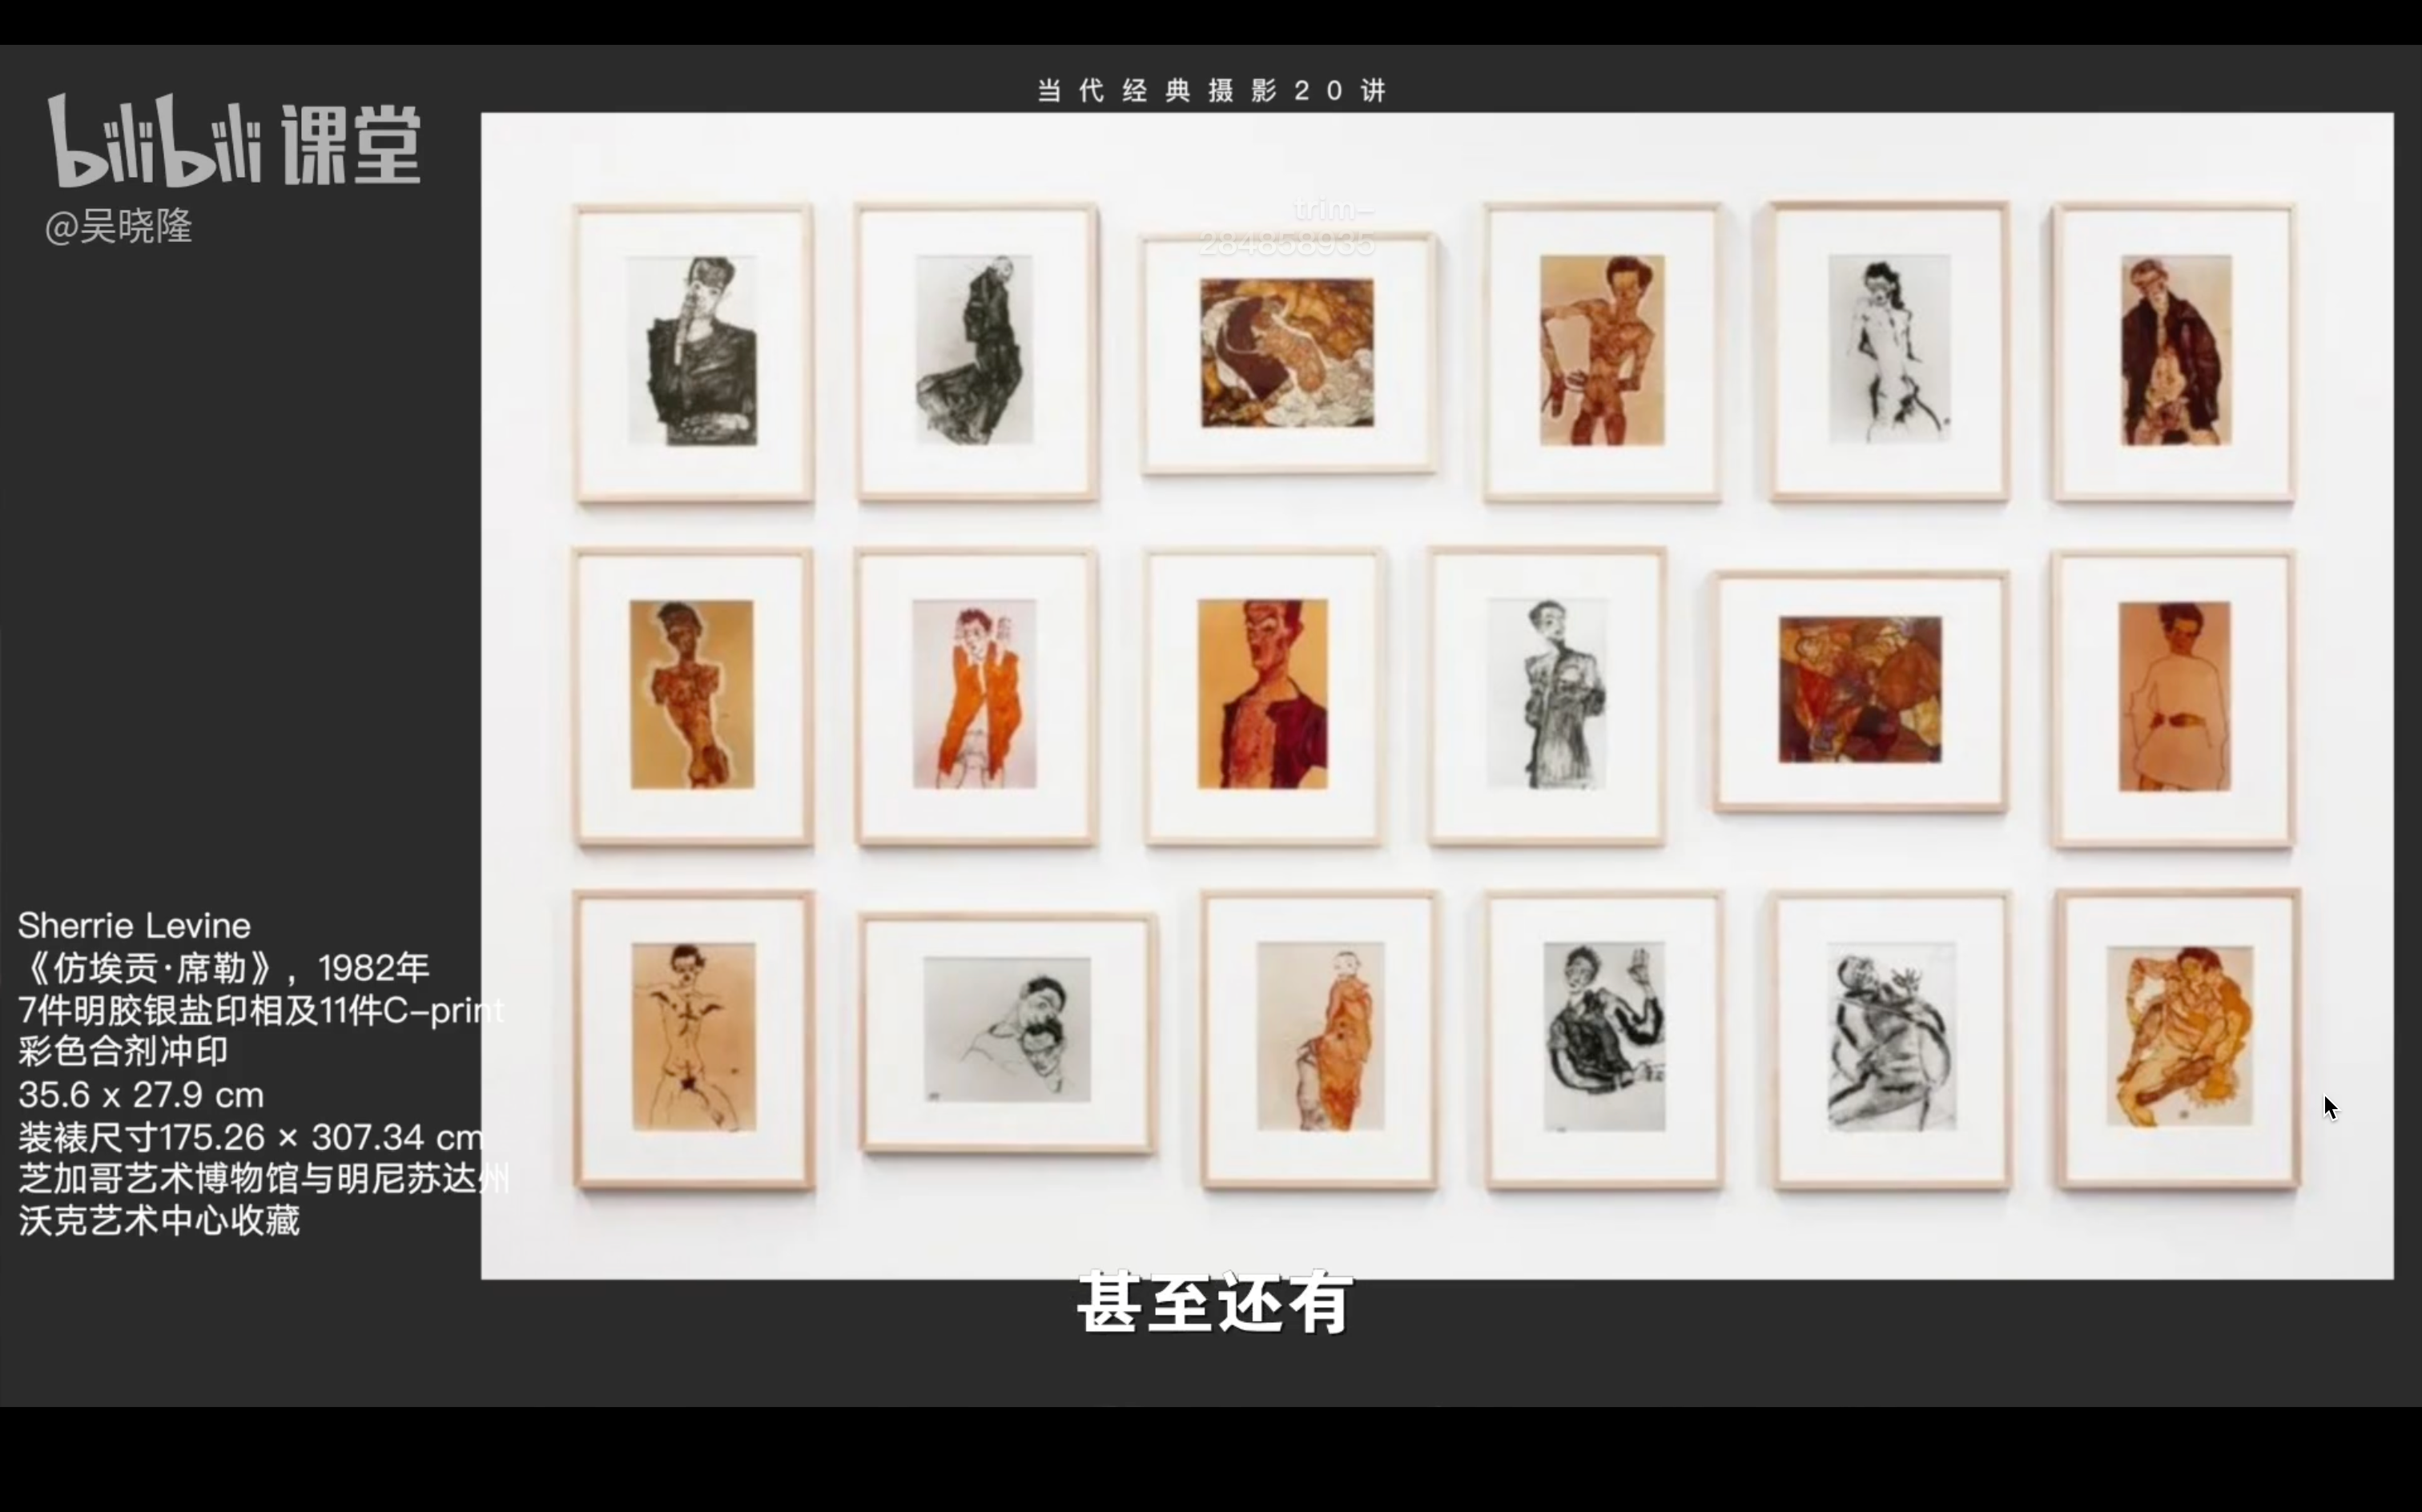 当代经典摄影20讲
bilibili课堂
@吴晓隆
trim-
284858935
Sherrie Levine
《仿埃贡·席勒》，1982年
7件明胶银盐印相及11件C-print
彩色合剂冲印
35.6 x 27.9 cm
装裱尺寸175.26 × 307.34 cm
芝加哥艺术博物馆与明尼苏达州
沃克艺术中心收藏
甚至还有